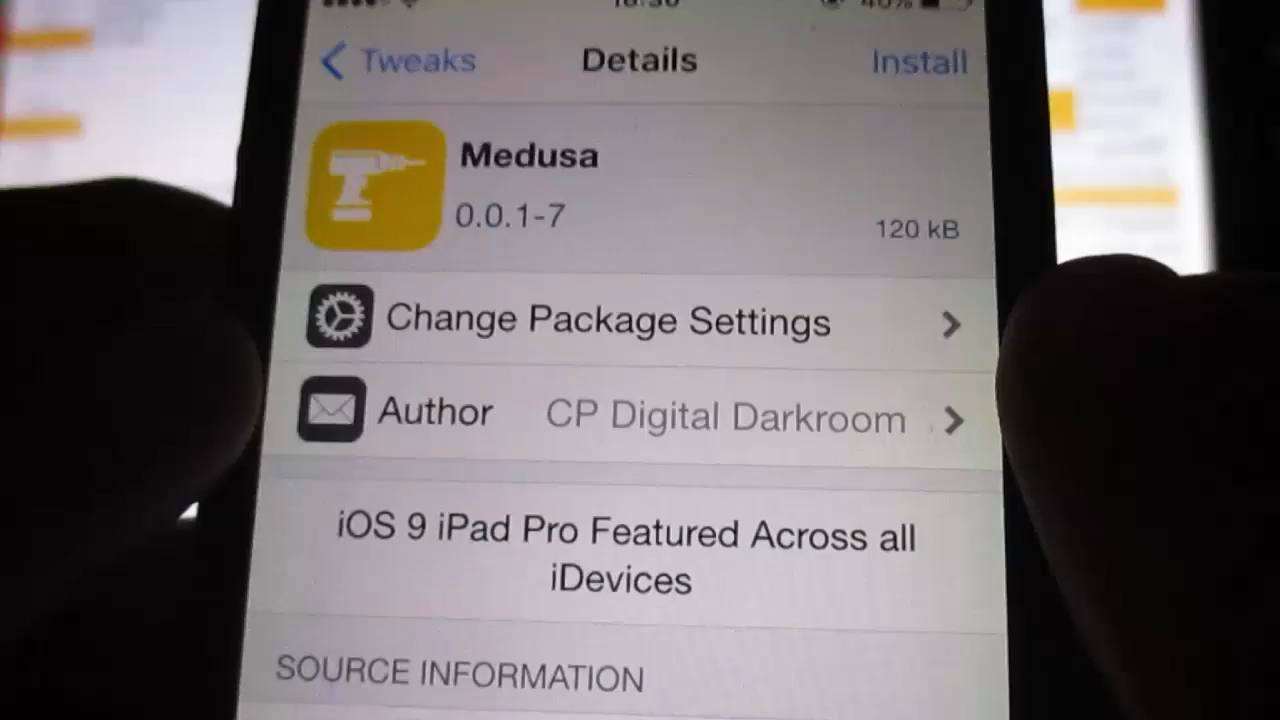 Tweaks Details Install
Medusa
0.0.1-7
120 kB
Change Package Settings
Author CP Digital Darkroom
iOS 9 iPad Pro Featured Across all
iDevices
SOURCE INFORMATION